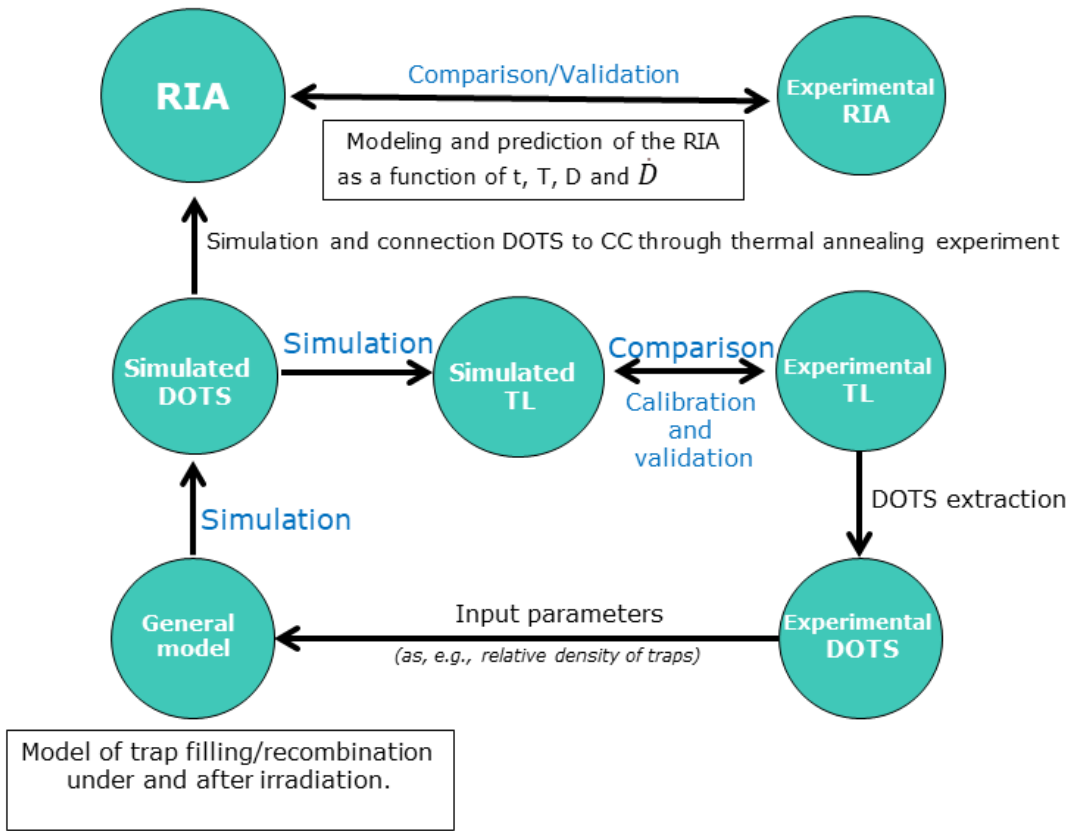 RIA
Comparison/Validation
Experimental
RIA
Modeling and prediction of the RIA
as a function of t, T, D and Ḋ
Simulation and connection DOTS to CC through thermal annealing experiment
Simulated
DOTS
Simulation
Simulated
TL
Comparison
Calibration
and
validation
Experimental
TL
DOTS extraction
Simulation
General
model
Input parameters
(as, e.g., relative density of traps)
Experimental
DOTS
Model of trap filling/recombination
under and after irradiation.